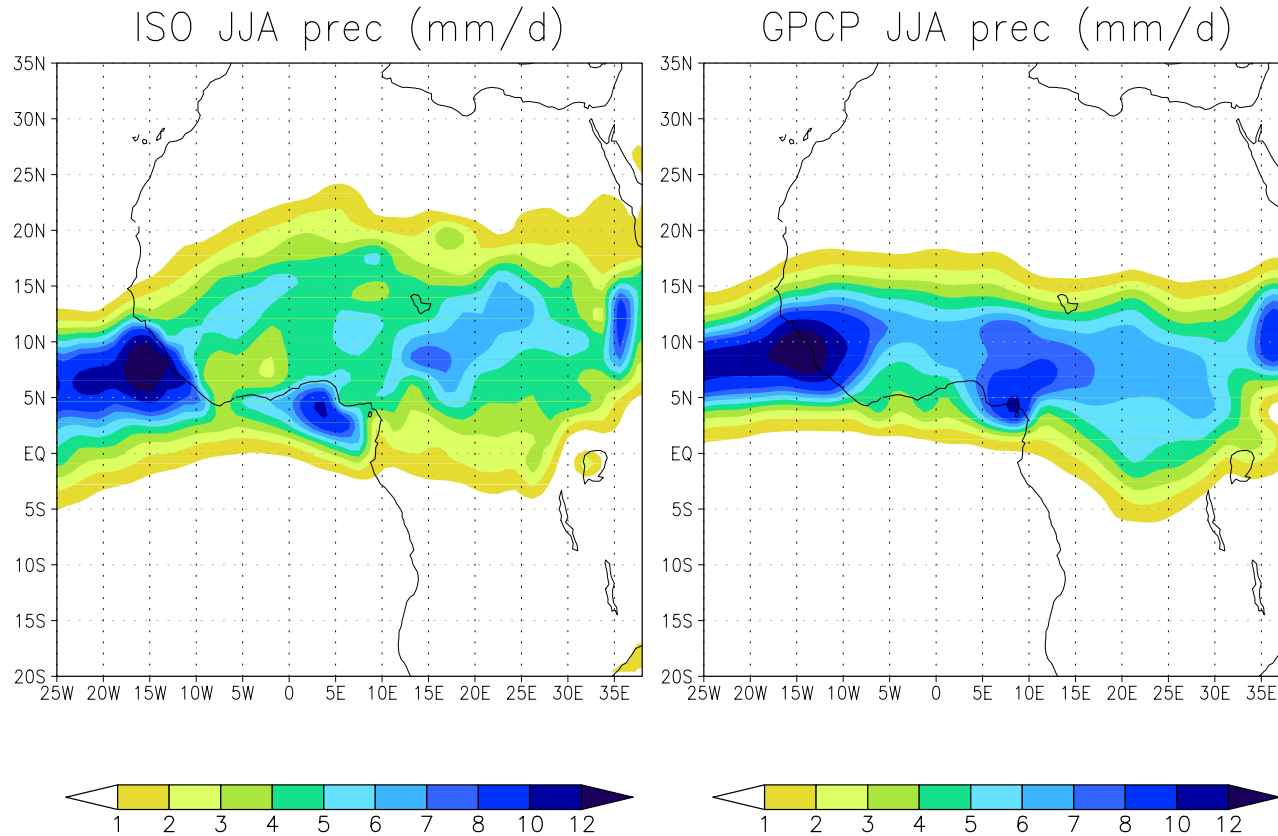 ISO JJA prec (mm/d)
GPCP JJA prec (mm/d)
35N
30N
25N
20N
15N
10N
5N
EQ
5S
10S
15S
20S
25W 20W 15W 10W 5W 0 5E 10E 15E 20E 25E 30E 35E
35N
30N
25N
20N
15N
10N
5N
EQ
5S
10S
15S
20S
25W 20W 15W 10W 5W 0 5E 10E 15E 20E 25E 30E 35E
1 2 3 4 5 6 7 8 10 12
1 2 3 4 5 6 7 8 10 12